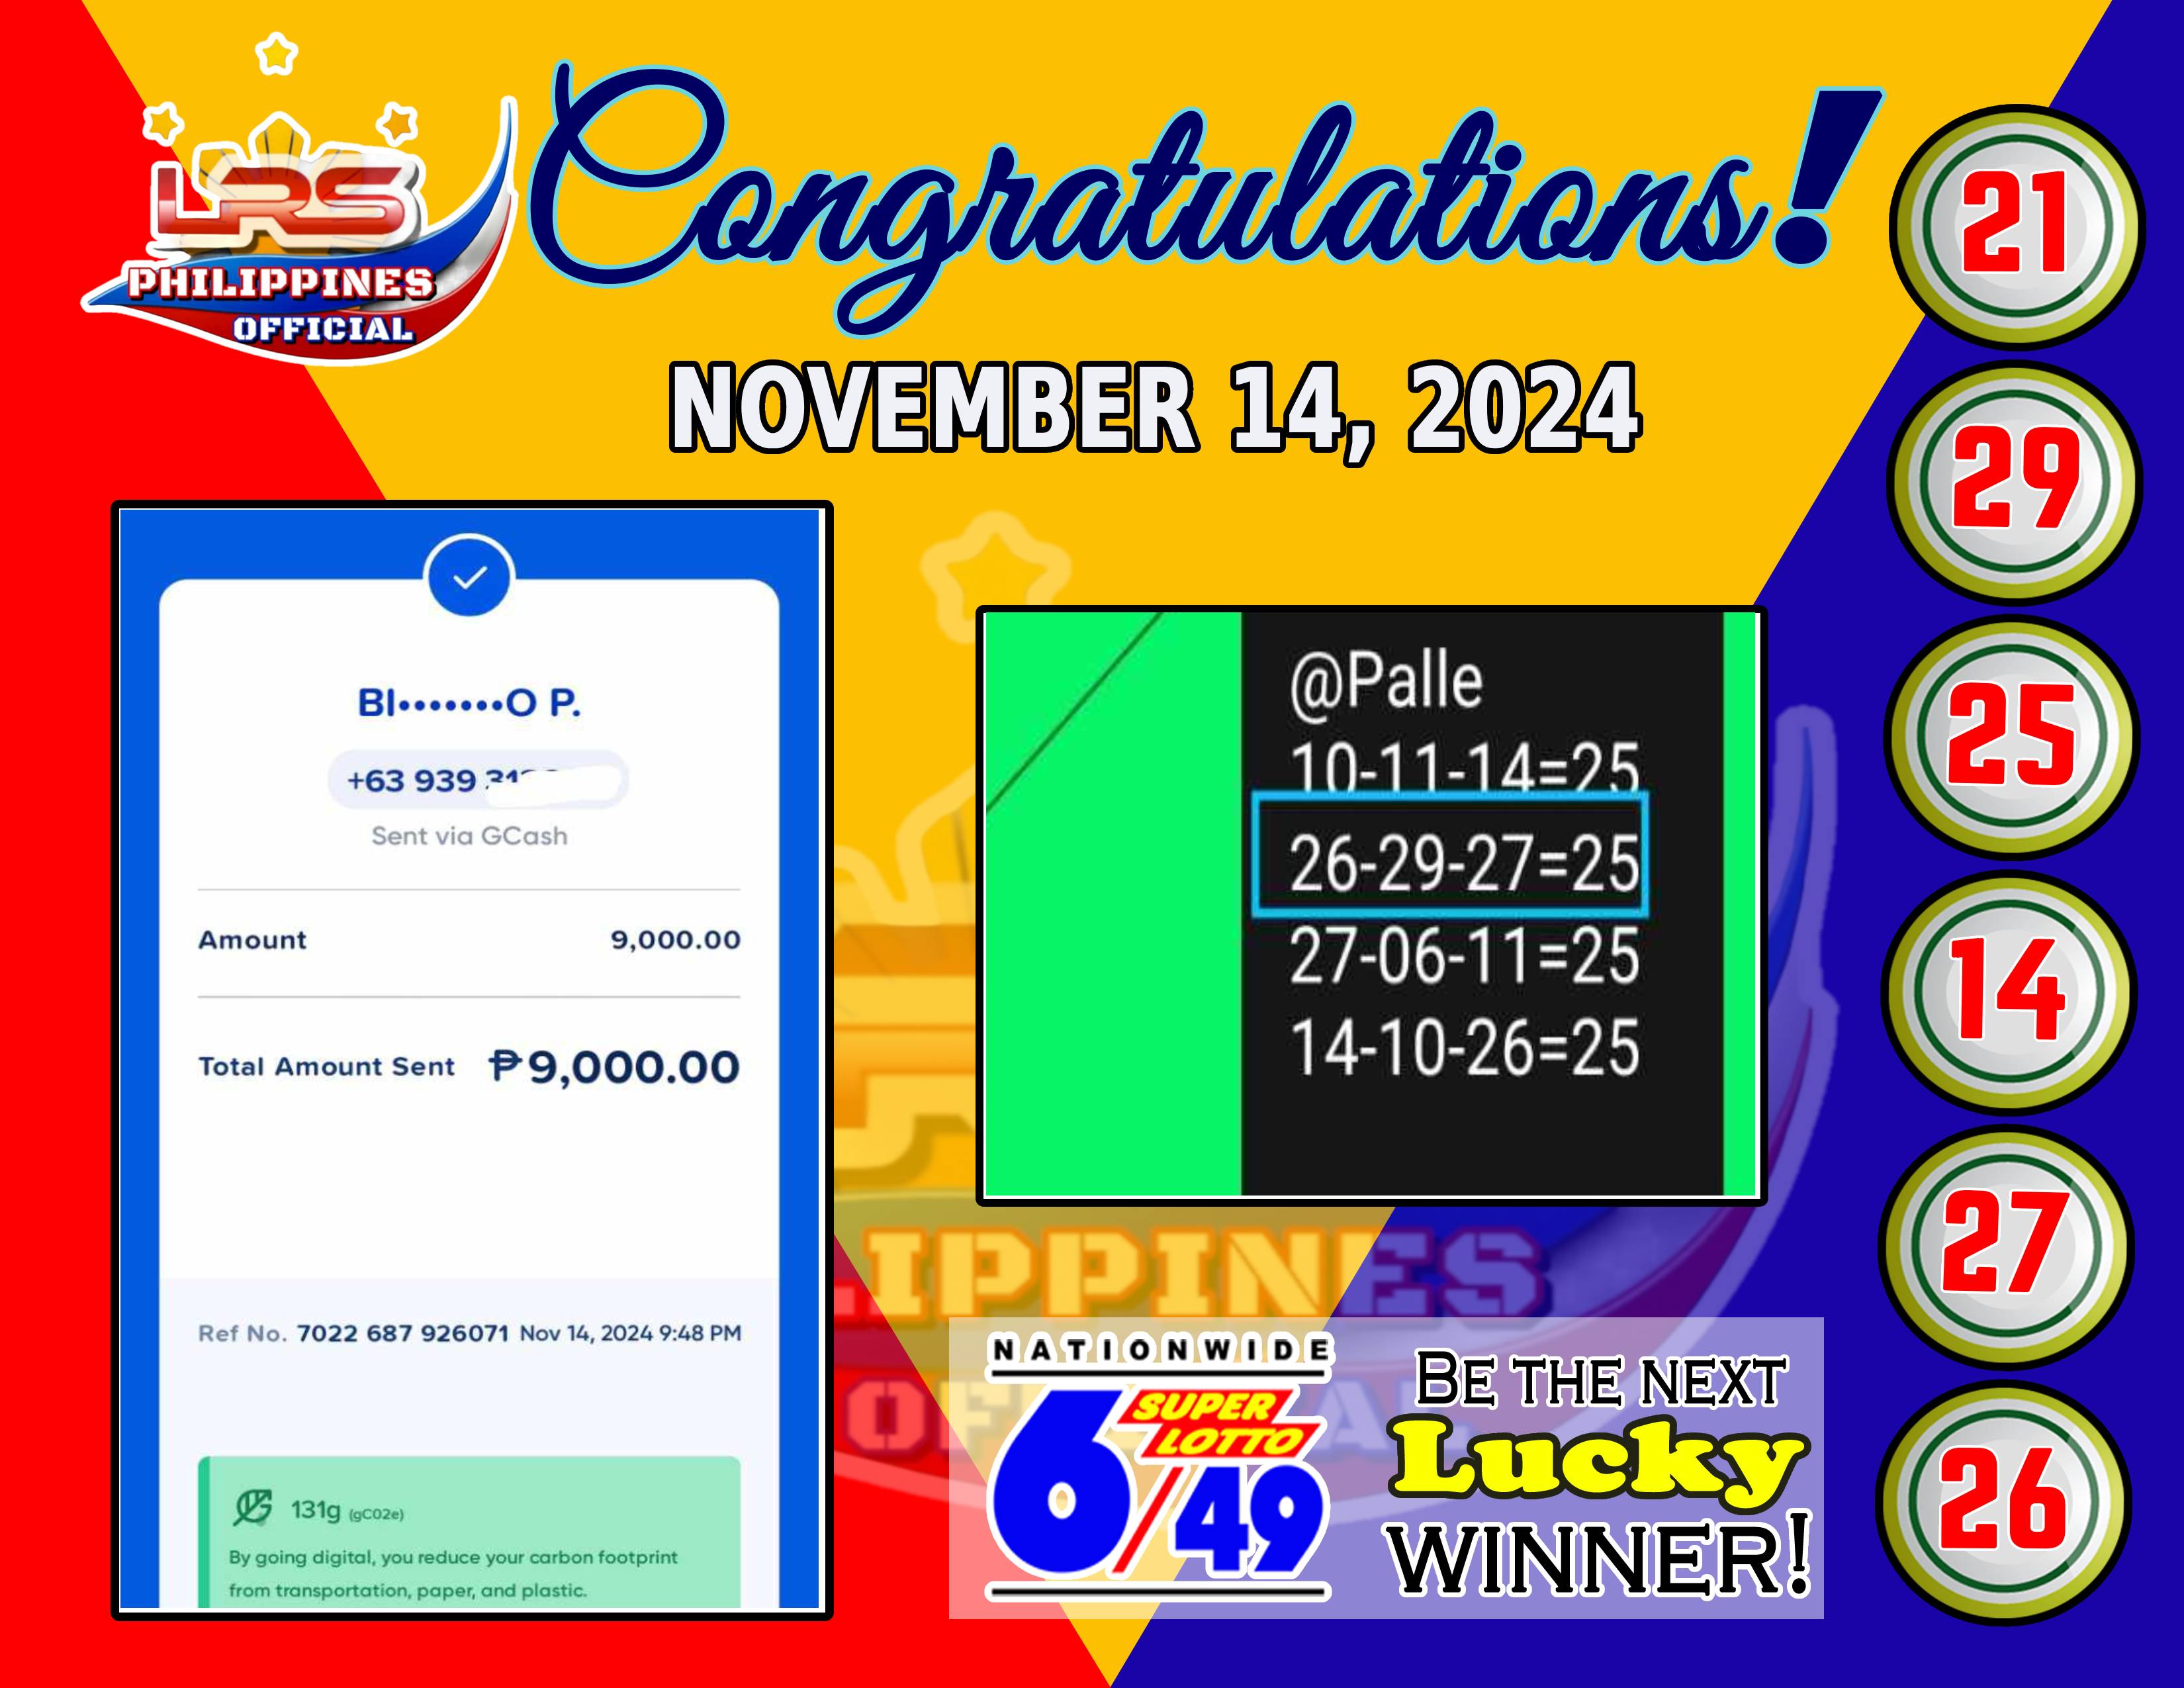 LRS
PHILIPPINES
OFFICIAL
Congratulations!
NOVEMBER 14, 2024
BI•••••••O P.
+63 939
Sent via GCash
Amount 9,000.00
Total Amount Sent ₱9,000.00
Ref No. 7022 687 926071 Nov 14, 2024 9:48 PM
131g (gCO2e)
By going digital, you reduce your carbon footprint
from transportation, paper, and plastic.
@Palle
10-11-14=25
26-29-27=25
27-06-11=25
14-10-26=25
LIPPINES
NATIONWIDE
SUPER
LOTTO
6/49
BE THE NEXT
Lucky
WINNER!
21
29
25
14
27
26